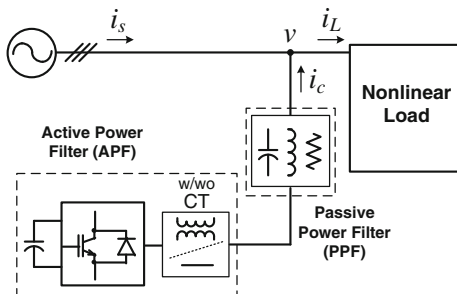 i_s
v
i_L
i_c
Nonlinear
Load
Active Power
Filter (APF)
w/wo
CT
Passive
Power Filter
(PPF)